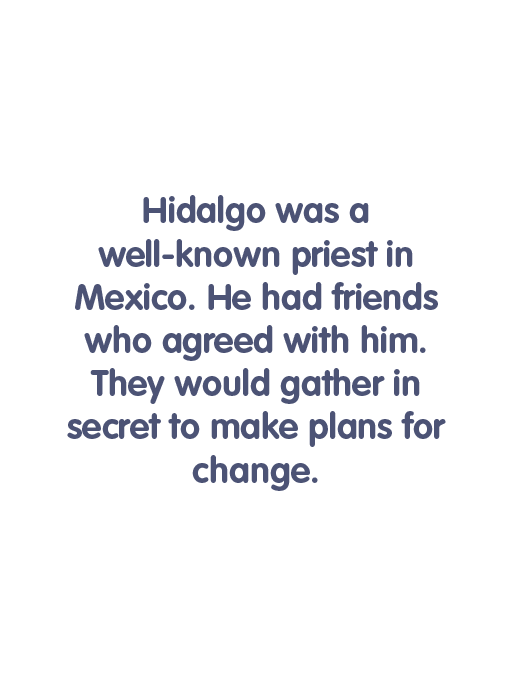 Hidalgo was a
well-known priest in
Mexico. He had friends
who agreed with him.
They would gather in
secret to make plans for
change.